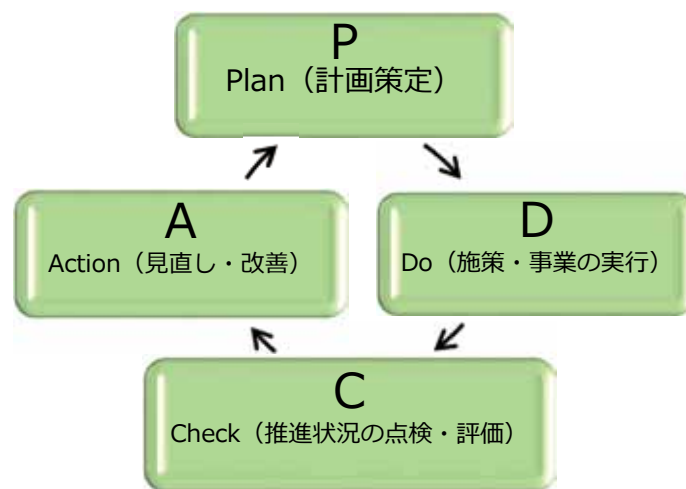 P
Plan（計画策定）
A
Action（見直し・改善）
D
Do（施策・事業の実行）
C
Check（推進状況の点検・評価）